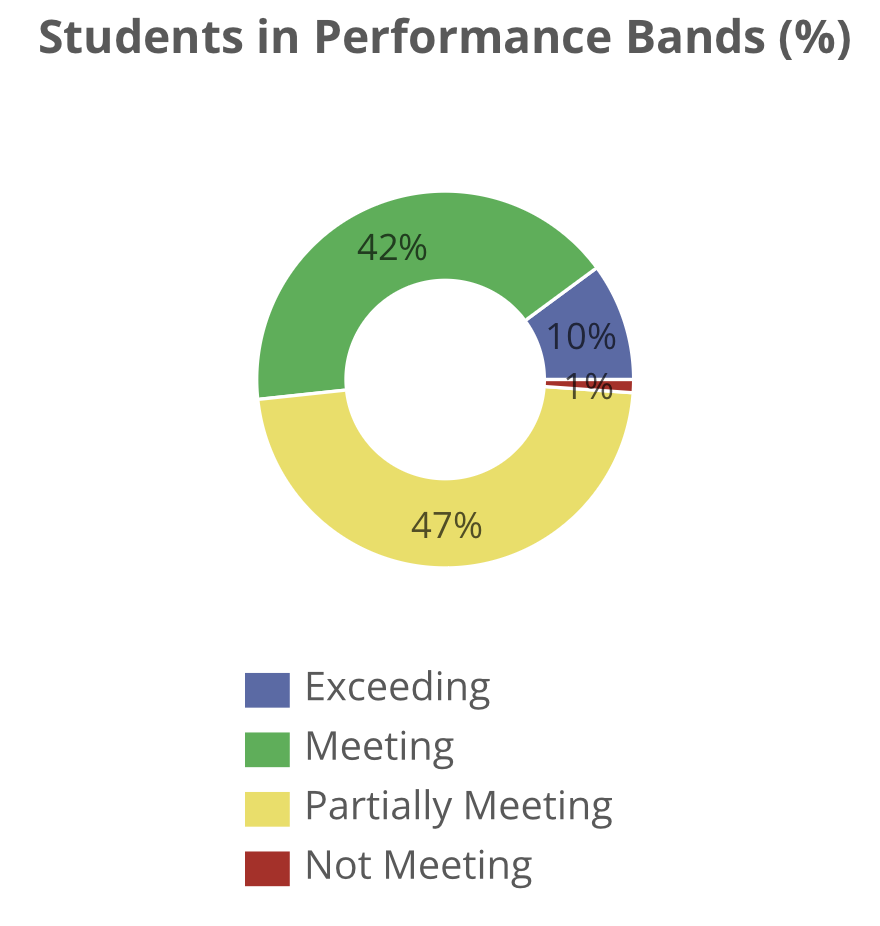 Students in Performance Bands (%)
42%
10%
1%
47%
Exceeding
Meeting
Partially Meeting
Not Meeting